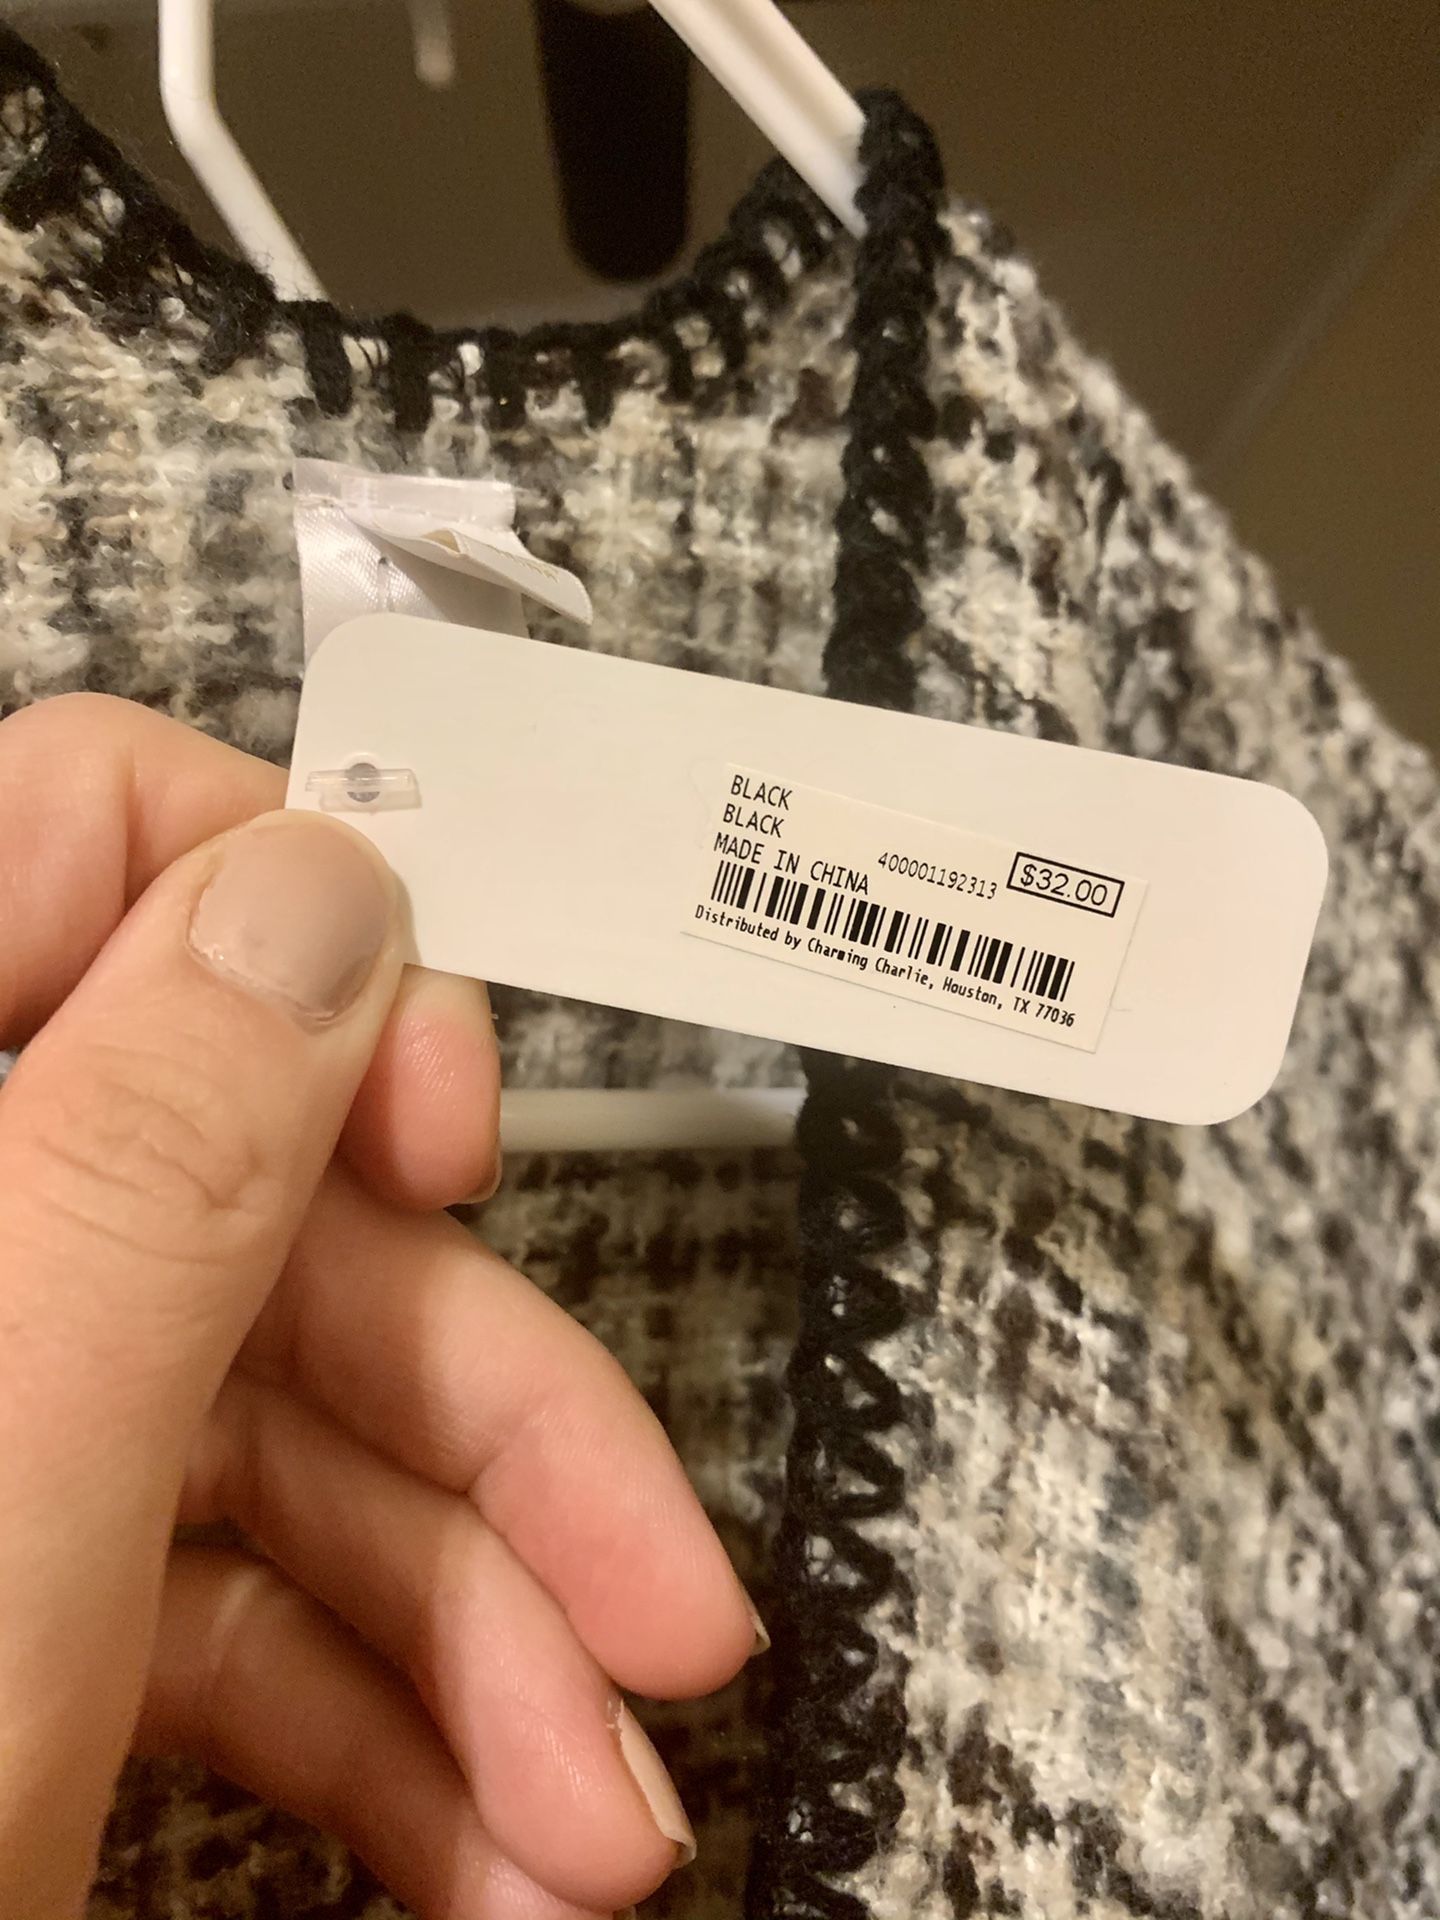 BLACK
BLACK
MADE IN CHINA
400001192313
$32.00
Distributed by Charming Charlie, Houston, TX 77036